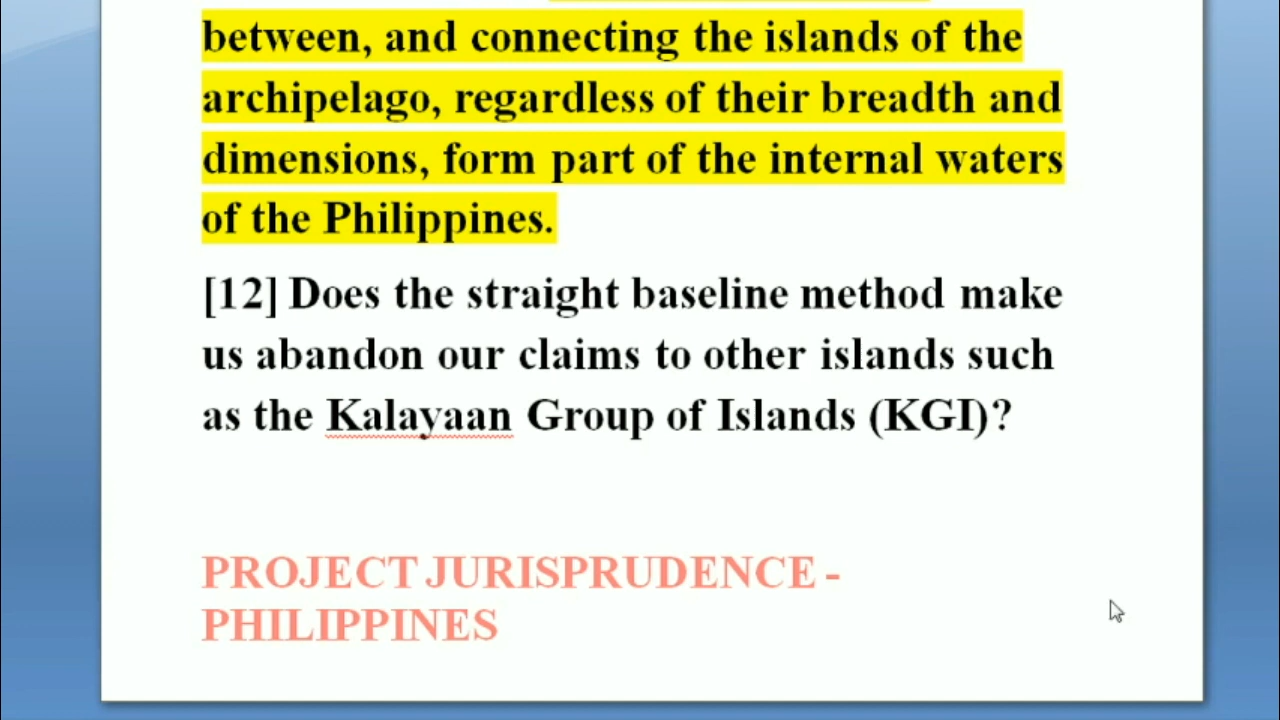 between, and connecting the islands of the
archipelago, regardless of their breadth and
dimensions, form part of the internal waters
of the Philippines.
[12] Does the straight baseline method make
us abandon our claims to other islands such
as the Kalayaan Group of Islands (KGI)?
PROJECT JURISPRUDENCE -
PHILIPPINES